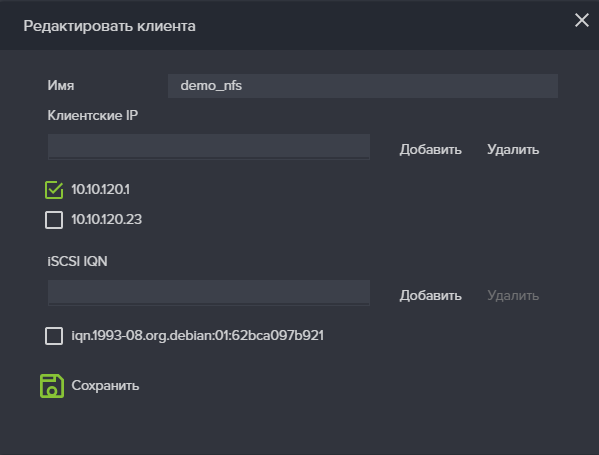 Редактировать клиента
Имя demo_nfs
Клиентские IP
Добавить Удалить
10.10.120.1
10.10.120.23
iSCSI IQN
Добавить Удалить
iqn.1993-08.org.debian:01:62bca097b921
Сохранить